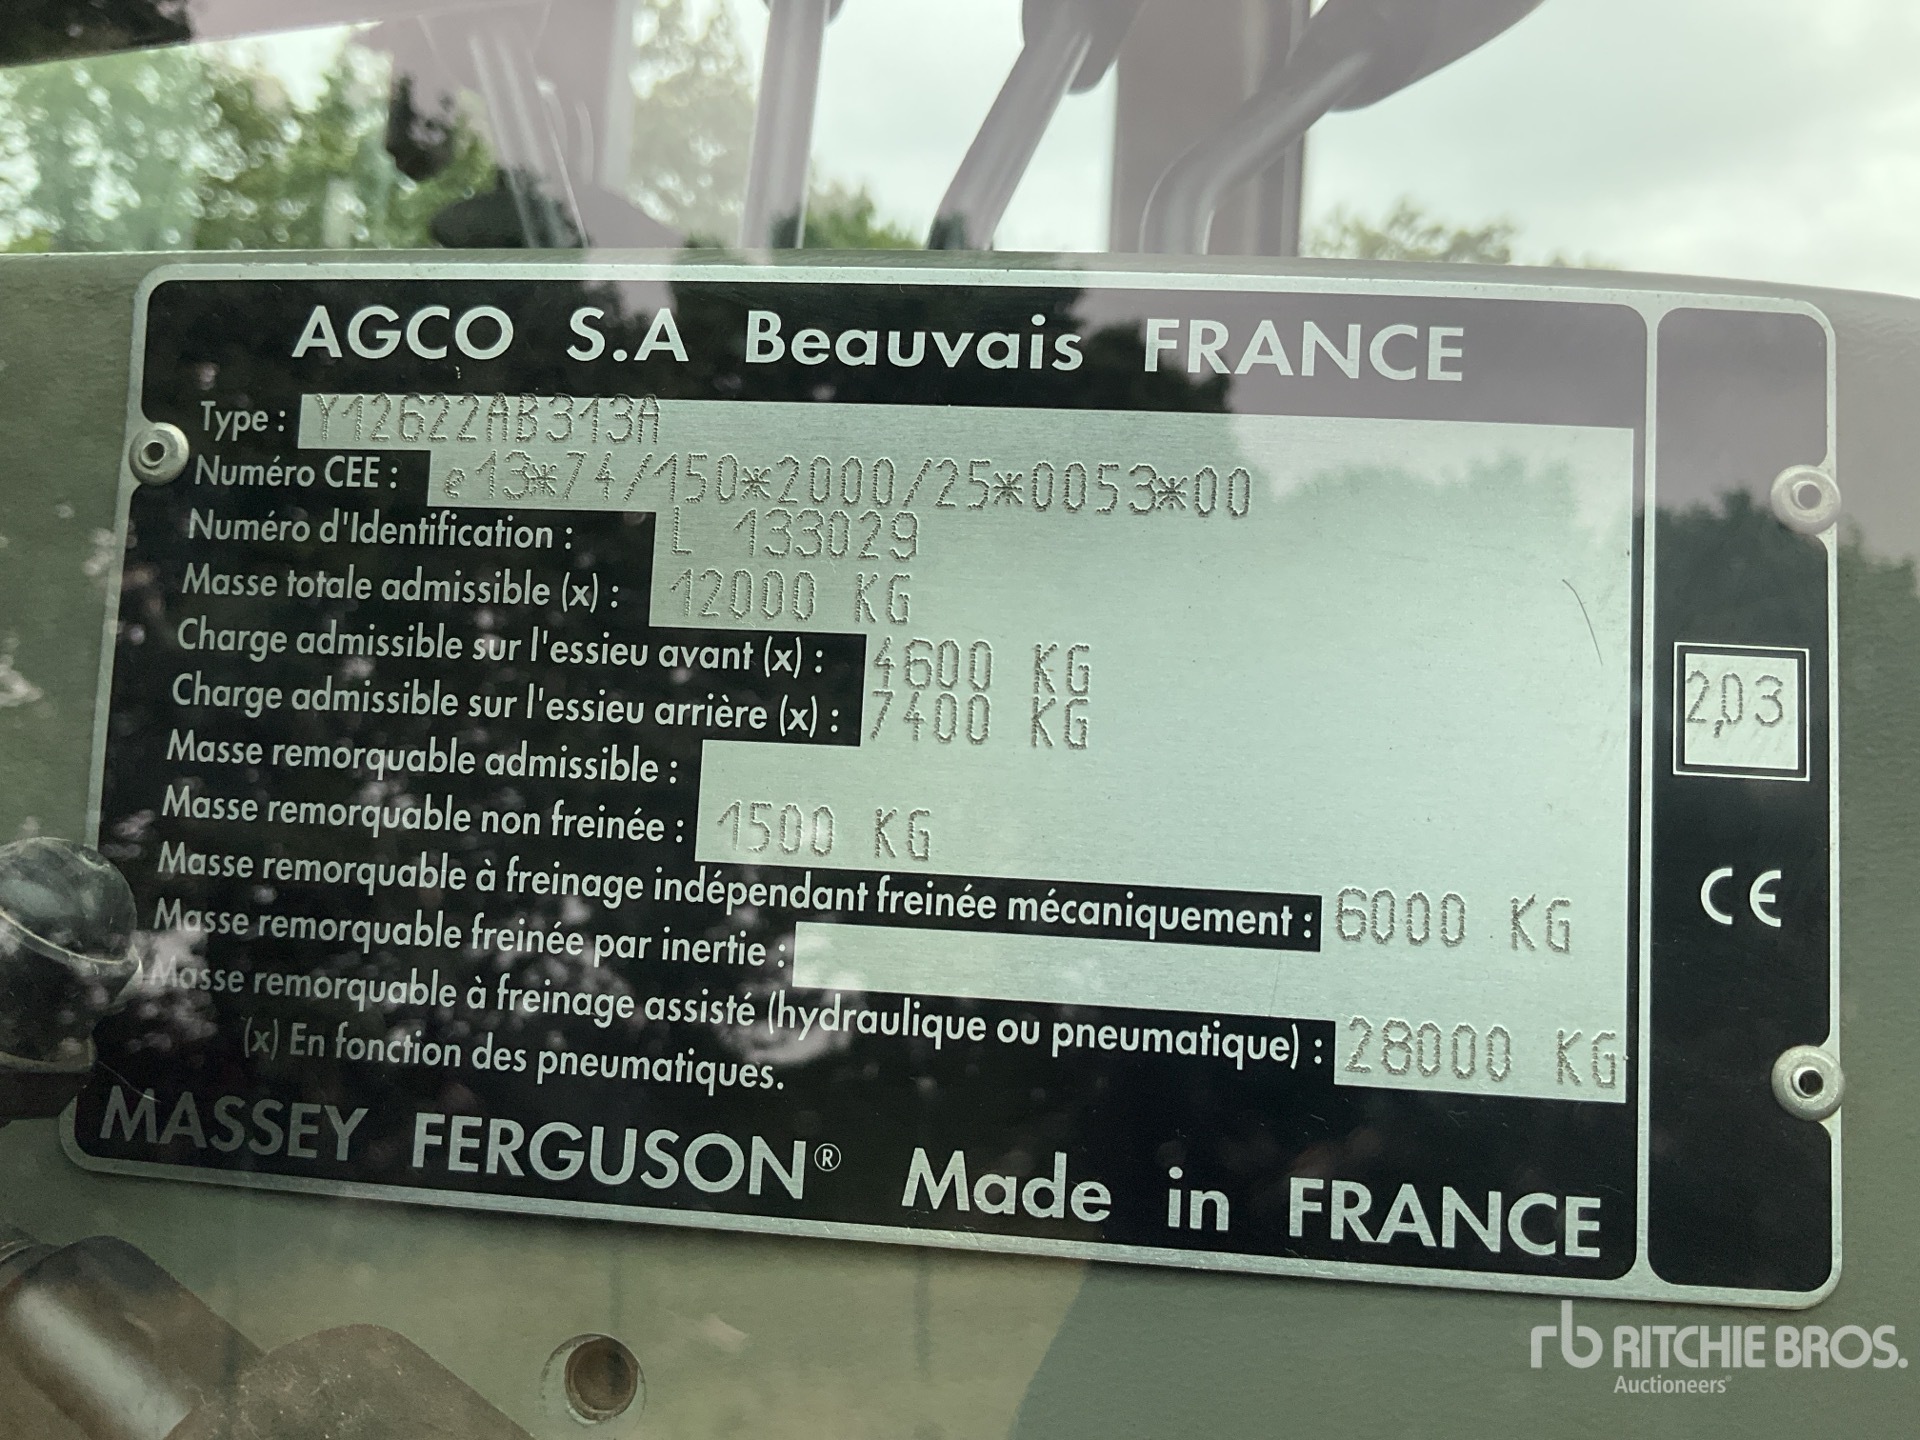 AGCO S.A Beauvais FRANCE
Type : Y12622AB313A
Numéro CEE : e13*74/150*2000/25*0053*00
Numéro d'Identification : L 133029
Masse totale admissible (x) : 12000 KG
Charge admissible sur l'essieu avant (x) : 4600 KG
Charge admissible sur l'essieu arrière (x) : 7400 KG
Masse remorquable admissible :
Masse remorquable non freinée : 1500 KG
Masse remorquable à freinage indépendant freinée mécaniquement : 6000 KG
Masse remorquable freinée par inertie :
Masse remorquable à freinage assisté (hydraulique ou pneumatique) : 28000 KG
(x) En fonction des pneumatiques.
MASSEY FERGUSON® Made in FRANCE
2,03
CE
rb RITCHIE BROS.
Auctioneers